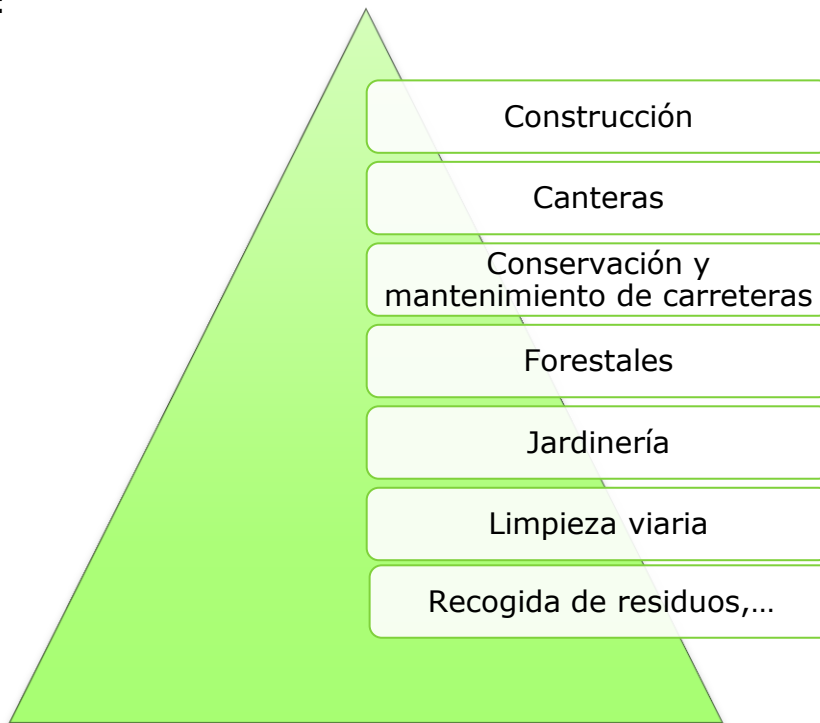 Construcción
Canteras
Conservación y
mantenimiento de carreteras
Forestales
Jardinería
Limpieza viaria
Recogida de residuos,...